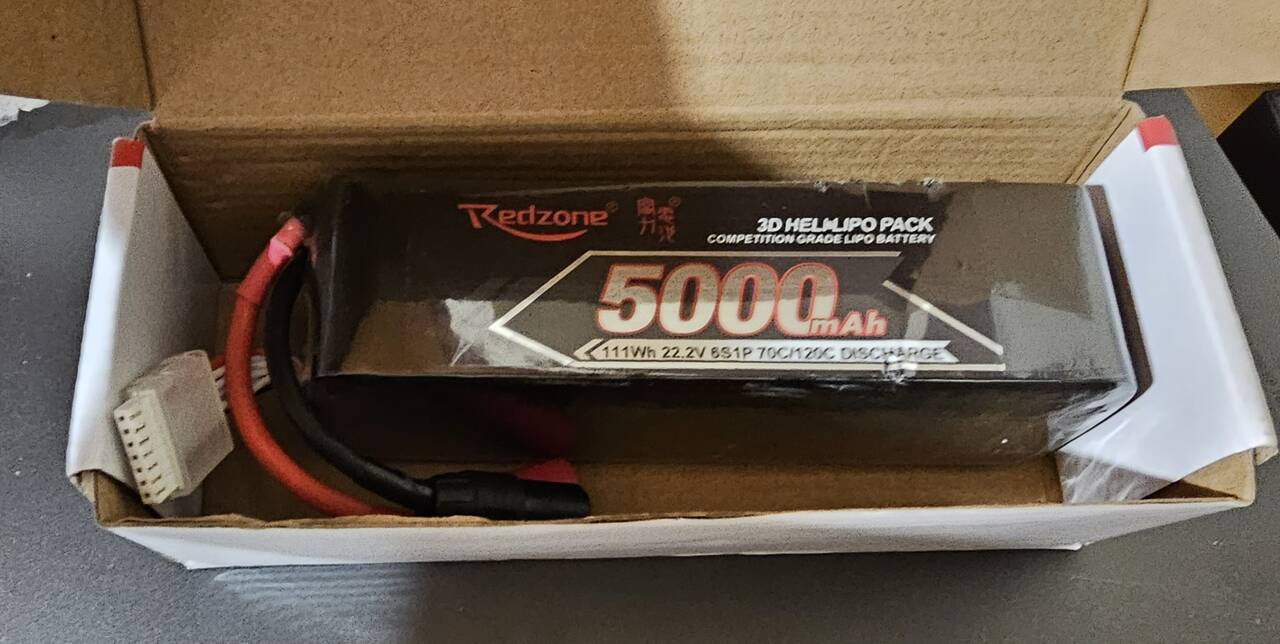 Redzone®
3D HELI LIPO PACK
COMPETITION GRADE LIPO BATTERY
5000mAh
111Wh 22.2V 6S1P 70C/120C DISCHARGE